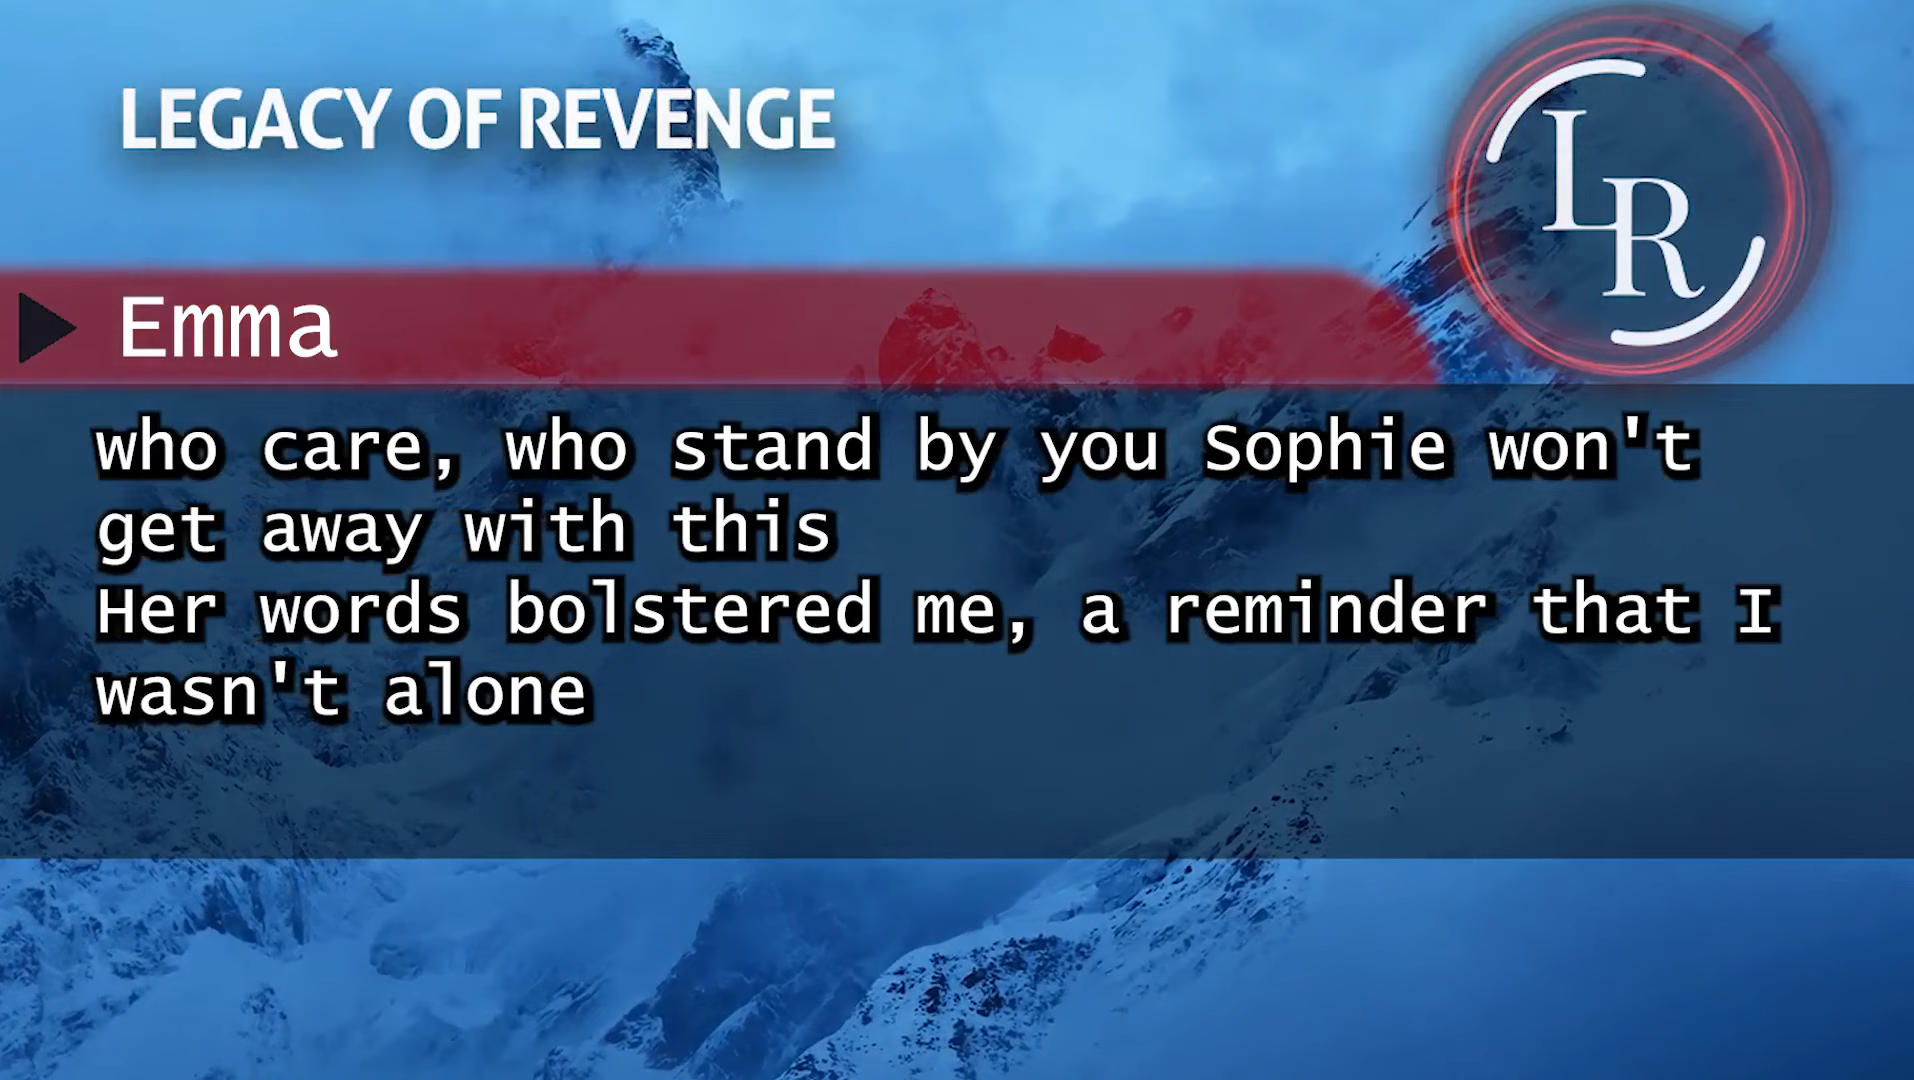 LEGACY OF REVENGE
LR
Emma
who care, who stand by you Sophie won't
get away with this
Her words bolstered me, a reminder that I
wasn't alone